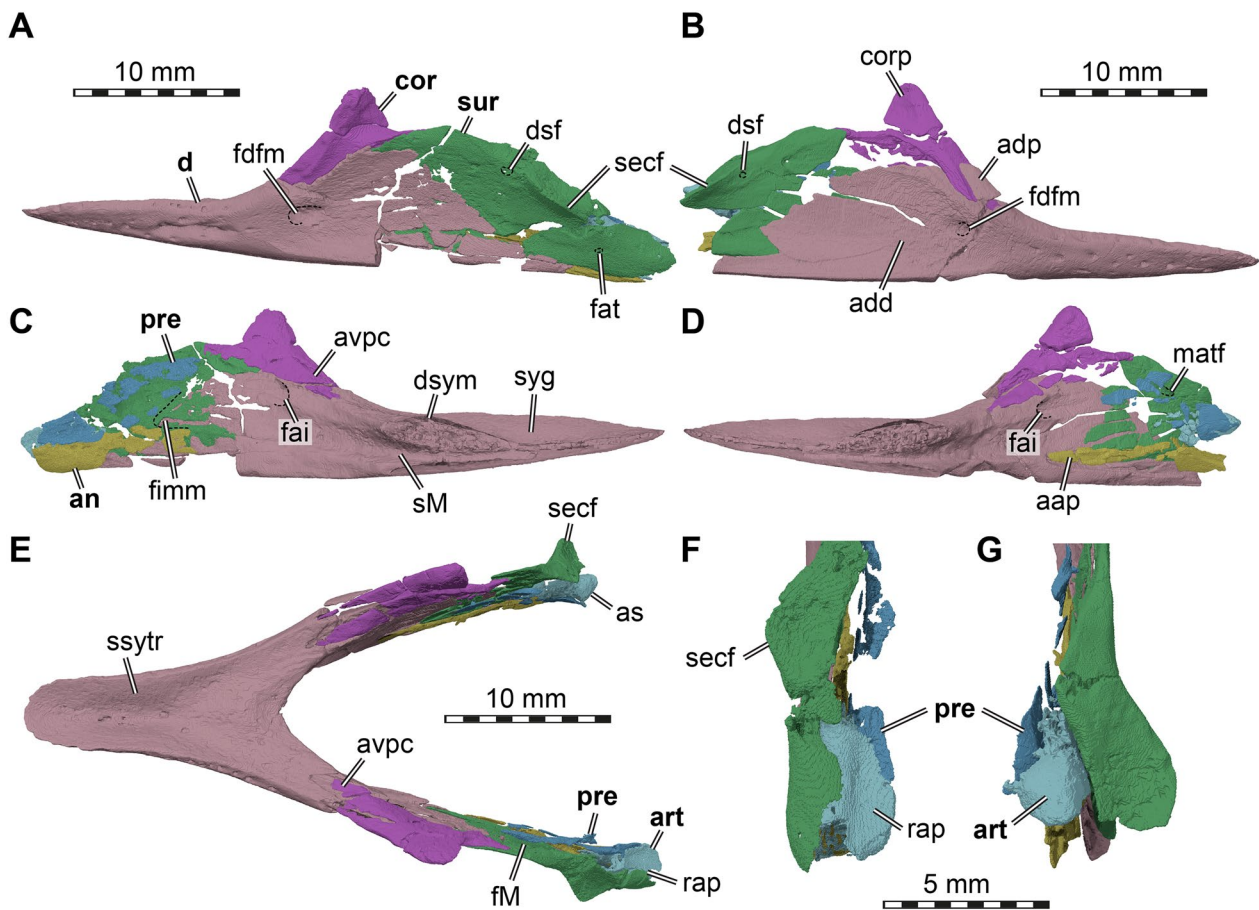 A
10 mm
cor
sur
dsf
fdfm
d
secf
fat
B
corp
10 mm
dsf
adp
fdfm
add
C
pre
avpc
dsym
syg
fai
an
fimm
sM
D
matf
fai
aap
E
secf
as
ssytr
10 mm
avpc
pre
art
fM
rap
F
G
secf
pre
art
rap
5 mm